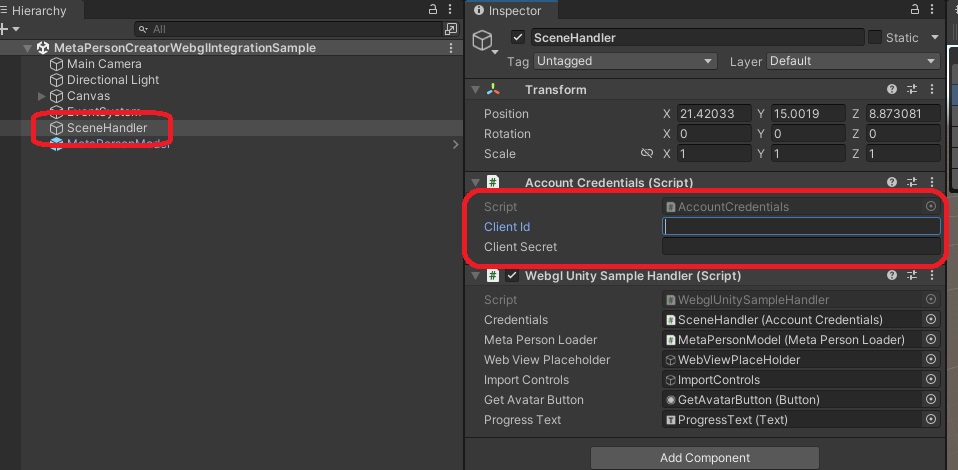 Hierarchy
All
MetaPersonCreatorWebglIntegrationSample
Main Camera
Directional Light
Canvas
EventSystem
SceneHandler
MetaPersonModel
Inspector
SceneHandler
Static
Tag Untagged Layer Default
Transform
Position X 21.42033 Y 15.0019 Z 8.873081
Rotation X 0 Y 0 Z 0
Scale X 1 Y 1 Z 1
# Account Credentials (Script)
Script # AccountCredentials
Client Id
Client Secret
# Webgl Unity Sample Handler (Script)
Script # WebglUnitySampleHandler
Credentials # SceneHandler (Account Credentials)
Meta Person Loader # MetaPersonModel (Meta Person Loader)
Web View Placeholder WebViewPlaceHolder
Import Controls ImportControls
Get Avatar Button GetAvatarButton (Button)
Progress Text T ProgressText (Text)
Add Component